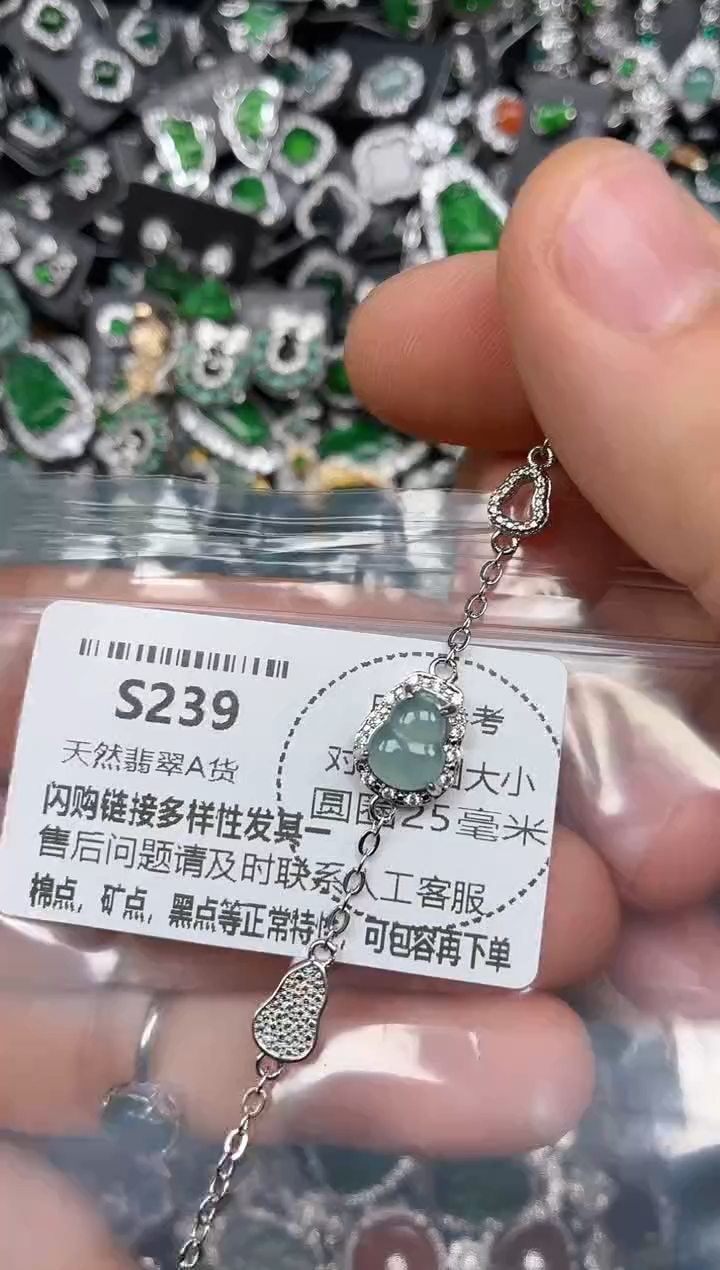 S239
天然翡翠A货
闪购链接多样性发其一
售后问题请及时联系人工客服
棉点，矿点，黑点等正常特 可包容再下单
考
对 大小
圆 25毫米